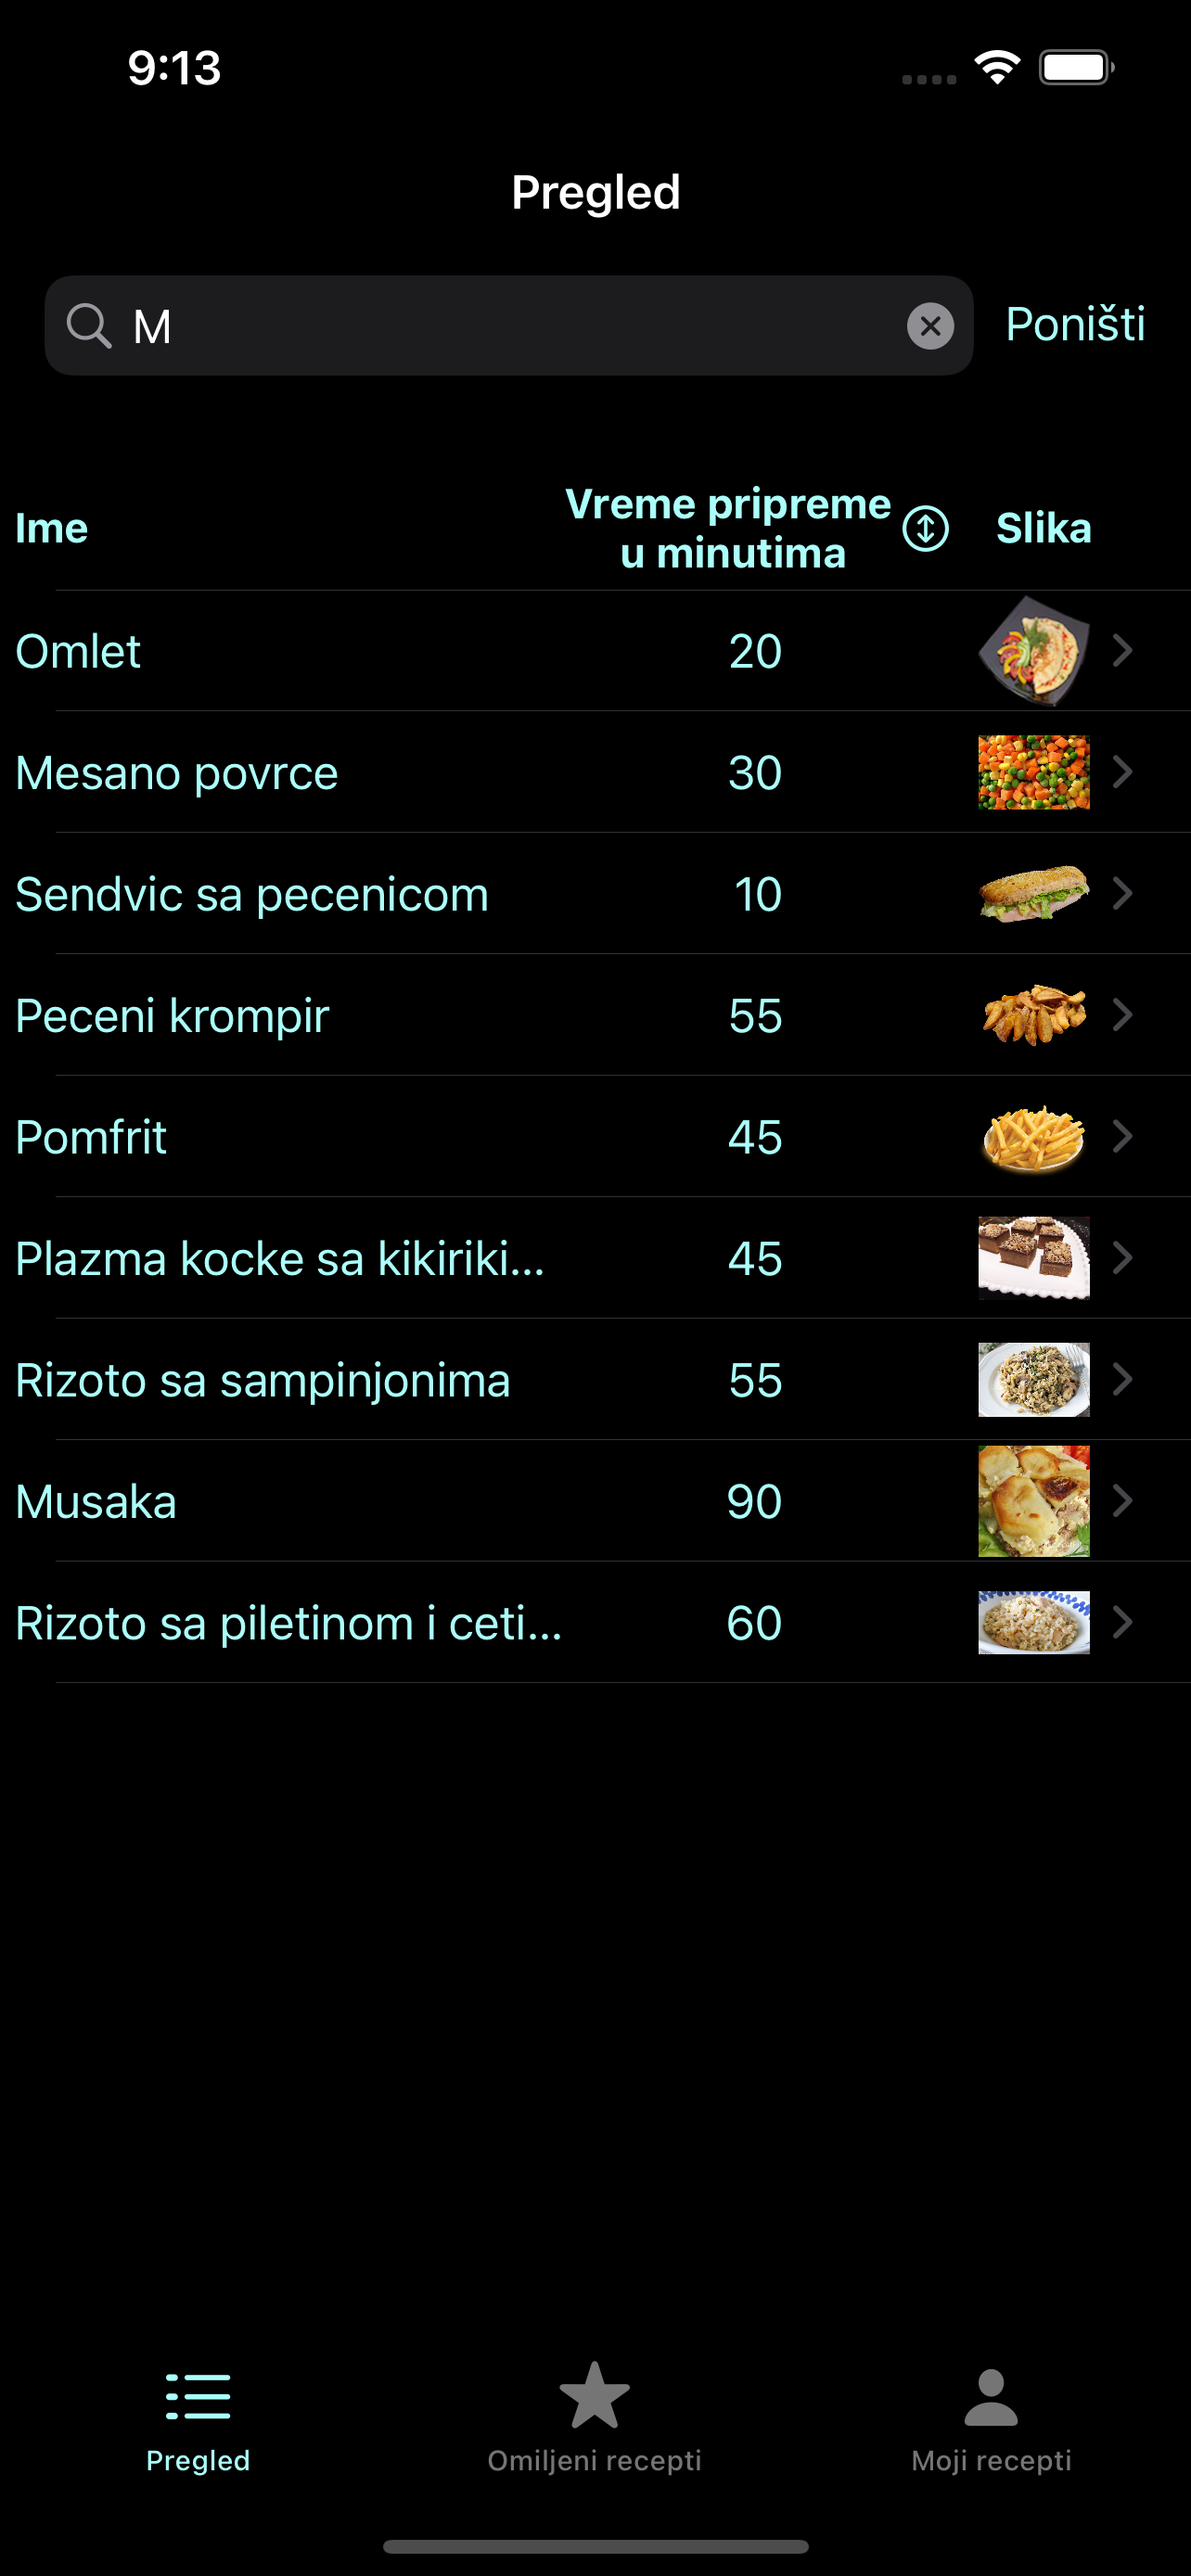 9:13
Pregled
M
Poništi
Ime
Vreme pripreme
u minutima
Slika
Omlet 20
Mesano povrce 30
Sendvic sa pecenicom 10
Peceni krompir 55
Pomfrit 45
Plazma kocke sa kikiriki... 45
Rizoto sa sampinjonima 55
Musaka 90
Rizoto sa piletinom i ceti... 60
Pregled
Omiljeni recepti
Moji recepti